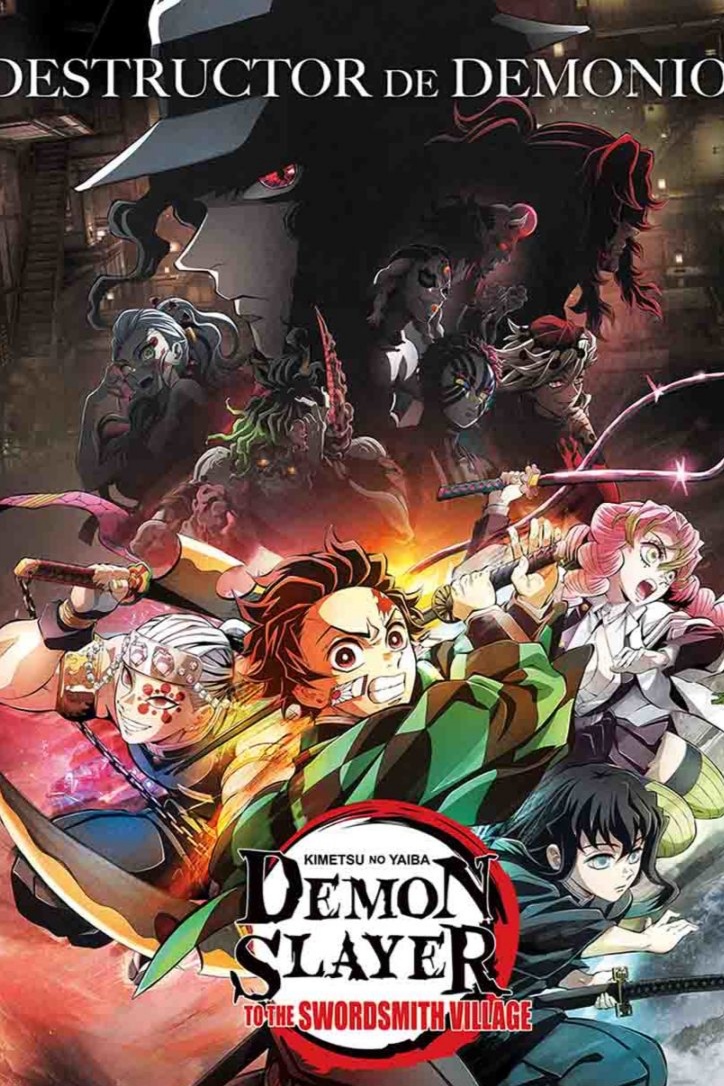 DESTRUCTOR DE DEMONIO
KIMETSU NO YAIBA
DEMON
SLAYER
TO THE SWORDSMITH VILLAGE